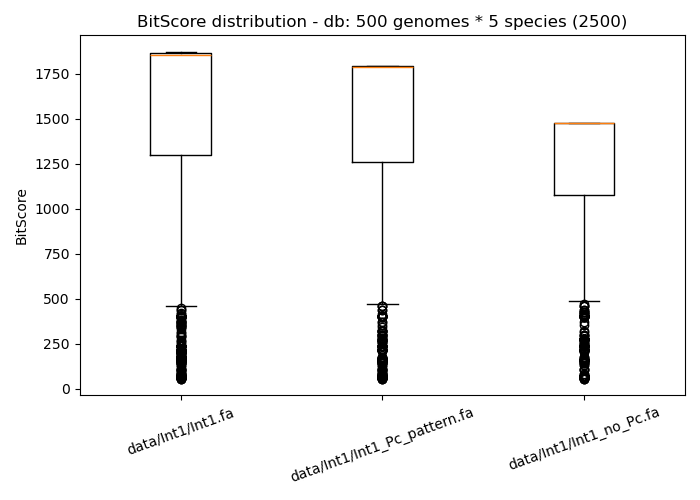 BitScore distribution - db: 500 genomes * 5 species (2500)
BitScore
1750
1500
1250
1000
750
500
250
0
data/Int1/Int1.fa
data/Int1/Int1_Pc_pattern.fa
data/Int1/Int1_no_Pc.fa